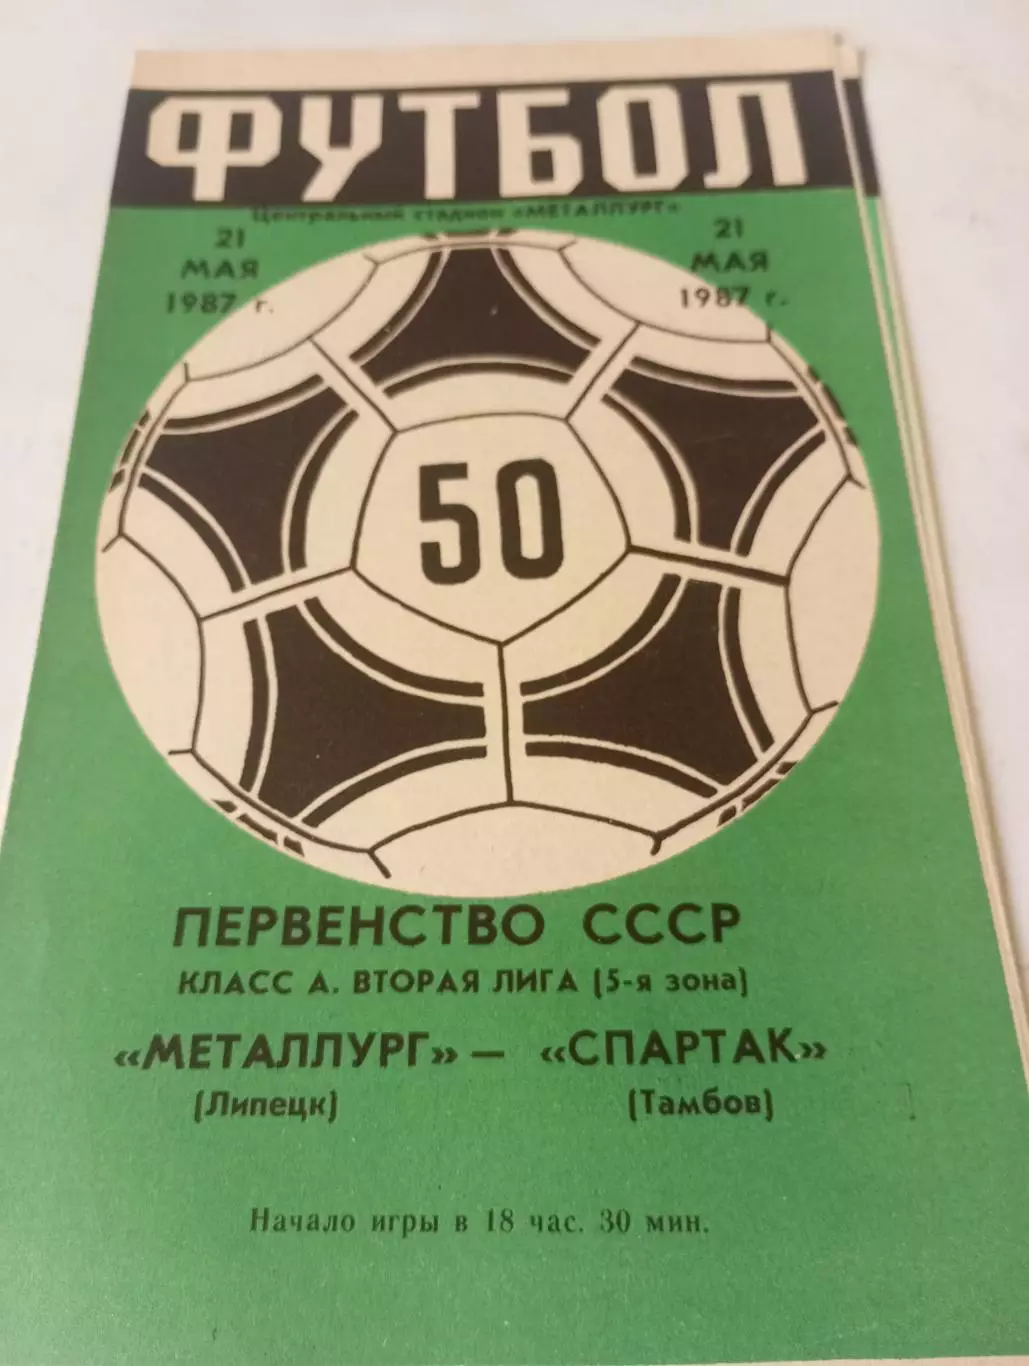 ФУТБОЛ
Центральный стадион «МЕТАЛЛУРГ»
21 МАЯ 1987 г.
21 МАЯ 1987 г.
50
ПЕРВЕНСТВО СССР
КЛАСС А. ВТОРАЯ ЛИГА (5-я зона)
«МЕТАЛЛУРГ» — «СПАРТАК»
(Липецк) (Тамбов)
Начало игры в 18 час. 30 мин.